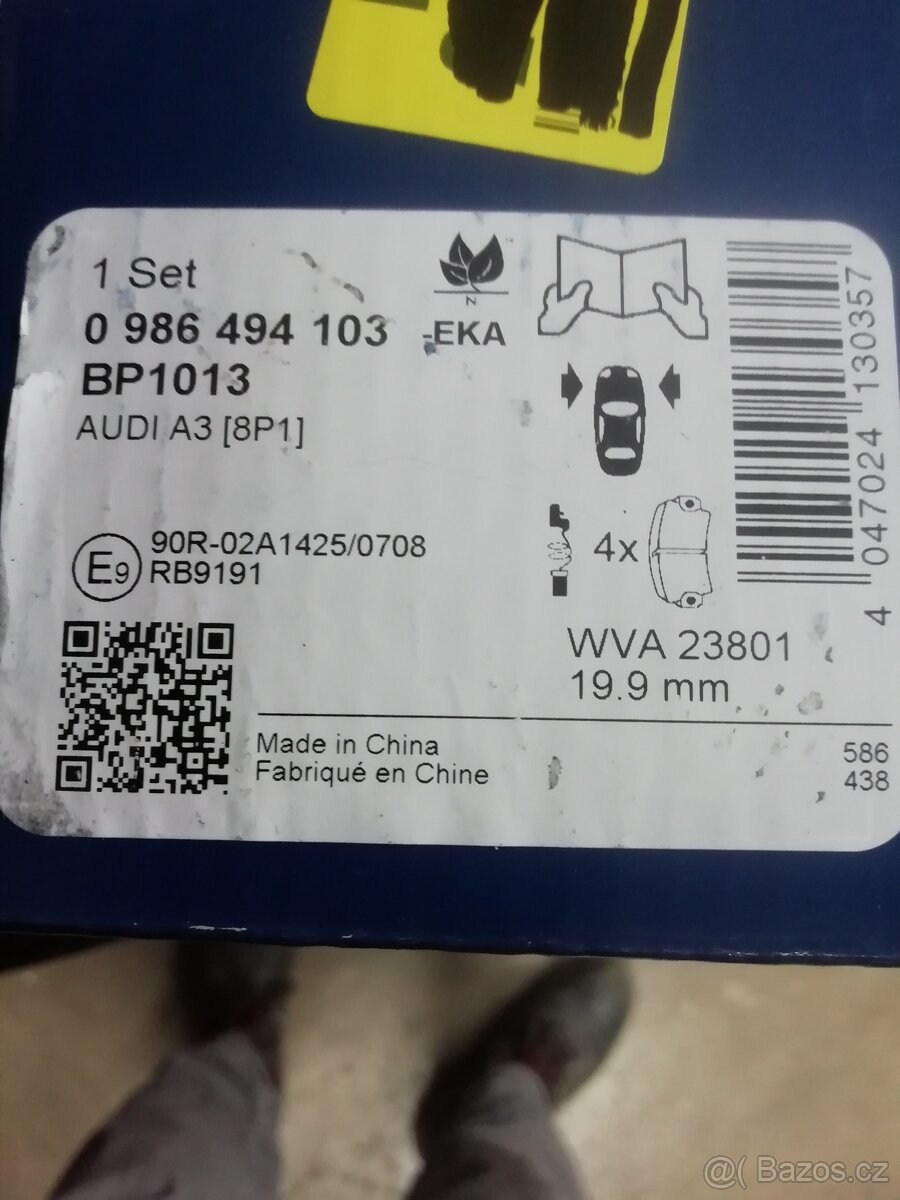 1 Set
0 986 494 103 -EKA
BP1013
AUDI A3 [8P1]
N
E9
90R-02A1425/0708
RB9191
4x
WVA 23801
19.9 mm
Made in China
Fabriqué en Chine
586
438
4 047024 130357
@( Bazos.cz